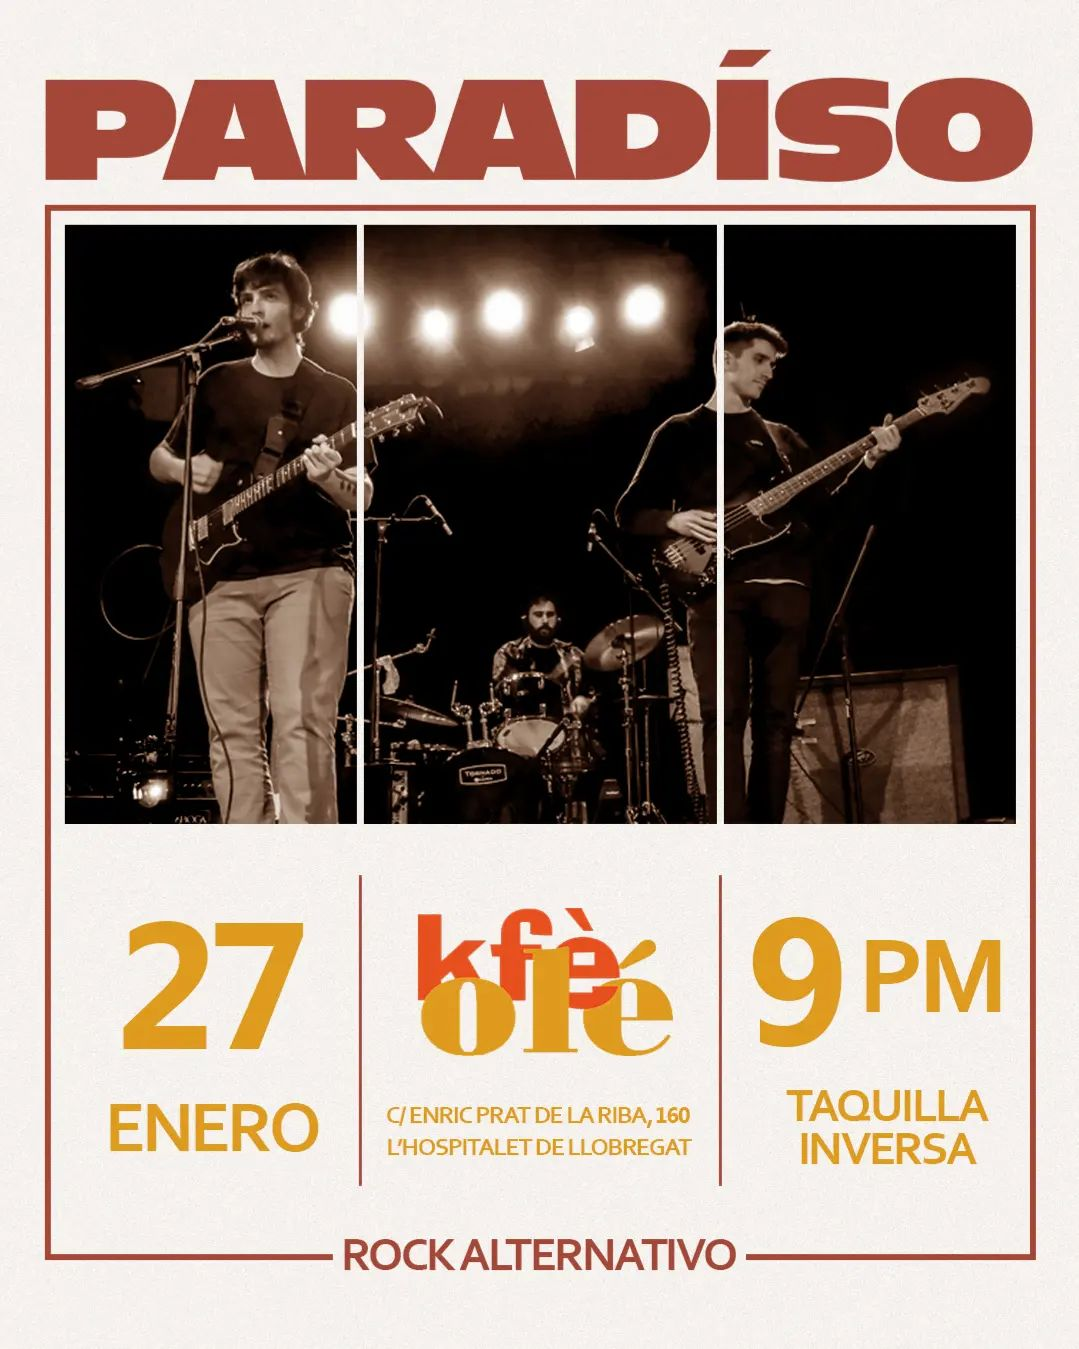 PARADÍSO
TORNADO
27
ENERO
kfè
olé
C/ ENRIC PRAT DE LA RIBA, 160
L'HOSPITALET DE LLOBREGAT
9 PM
TAQUILLA
INVERSA
ROCK ALTERNATIVO